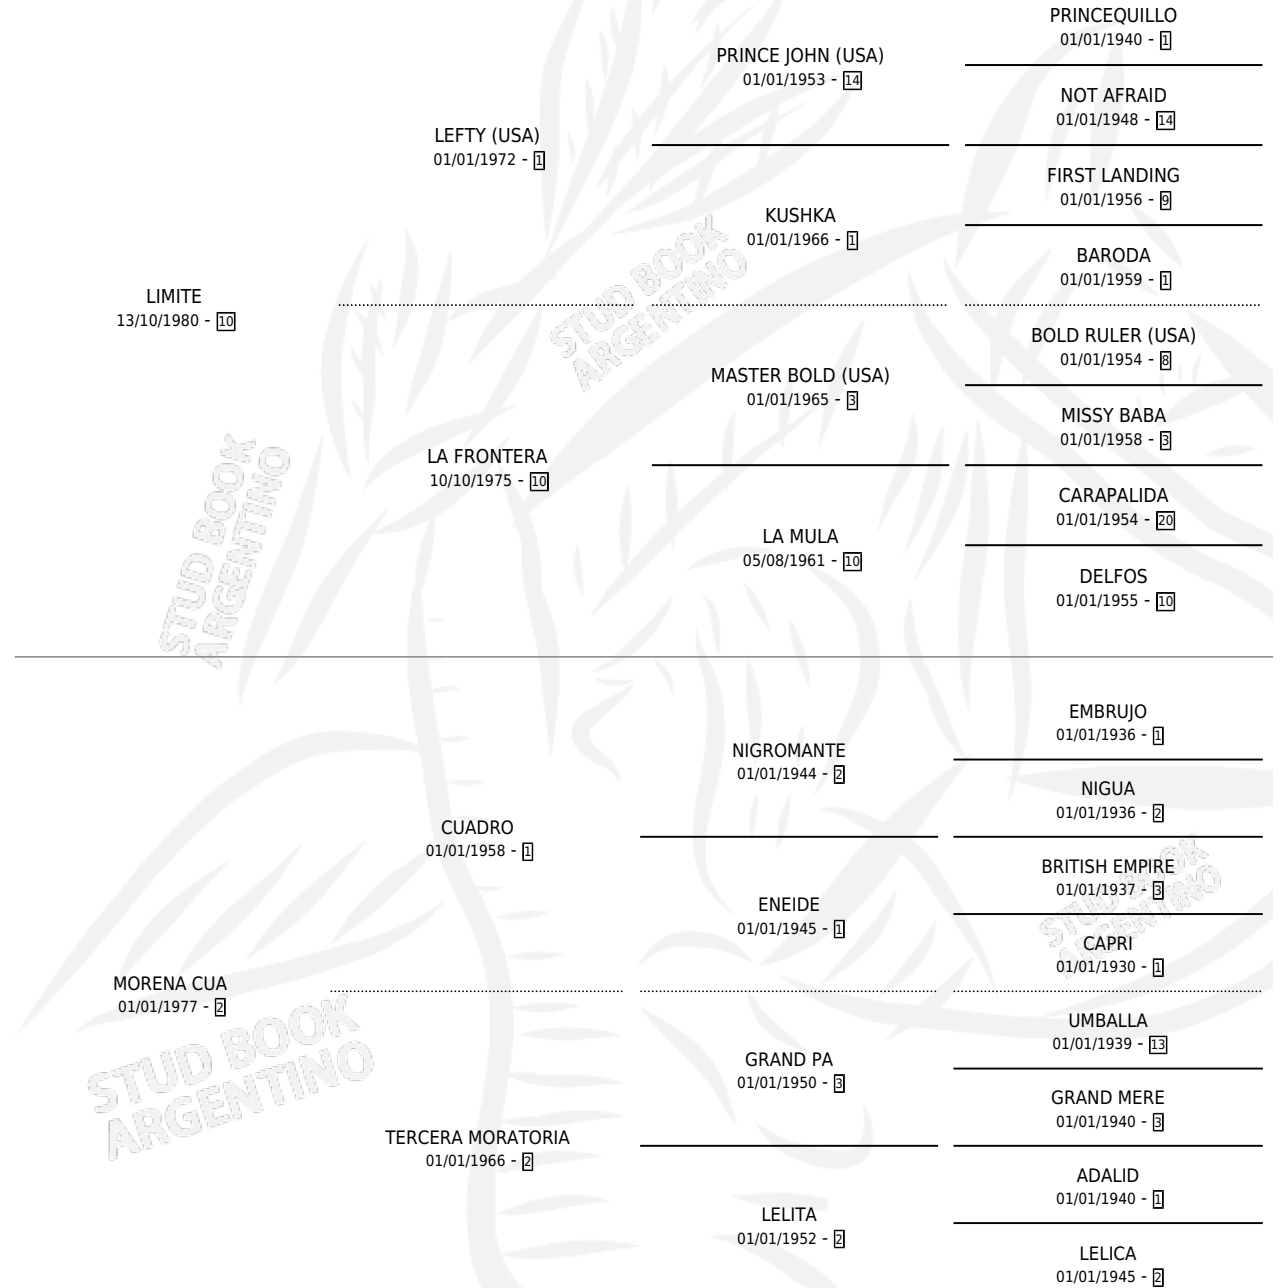 PRINCEQUILLO
01/01/1940 - 1
PRINCE JOHN (USA)
01/01/1953 - 14
NOT AFRAID
01/01/1948 - 14
LEFTY (USA)
01/01/1972 - 1
FIRST LANDING
01/01/1956 - 9
KUSHKA
01/01/1966 - 1
BARODA
01/01/1959 - 1
LIMITE
13/10/1980 - 10
STUD BOOK
ARGENTINO
BOLD RULER (USA)
01/01/1954 - 8
MASTER BOLD (USA)
01/01/1965 - 3
MISSY BABA
01/01/1958 - 3
LA FRONTERA
10/10/1975 - 10
CARAPALIDA
01/01/1954 - 20
LA MULA
05/08/1961 - 10
DELFOS
01/01/1955 - 10
STUD BOOK
ARGENTINO
EMBRUJO
01/01/1936 - 1
NIGROMANTE
01/01/1944 - 2
NIGUA
01/01/1936 - 2
CUADRO
01/01/1958 - 1
BRITISH EMPIRE
01/01/1937 - 3
ENEIDE
01/01/1945 - 1
CAPRI
01/01/1930 - 1
STUD BOOK
ARGENTINO
MORENA CUA
01/01/1977 - 2
UMBALLA
01/01/1939 - 13
GRAND PA
01/01/1950 - 3
GRAND MERE
01/01/1940 - 3
STUD BOOK
ARGENTINO
TERCERA MORATORIA
01/01/1966 - 2
ADALID
01/01/1940 - 1
LELITA
01/01/1952 - 2
LELICA
01/01/1945 - 2